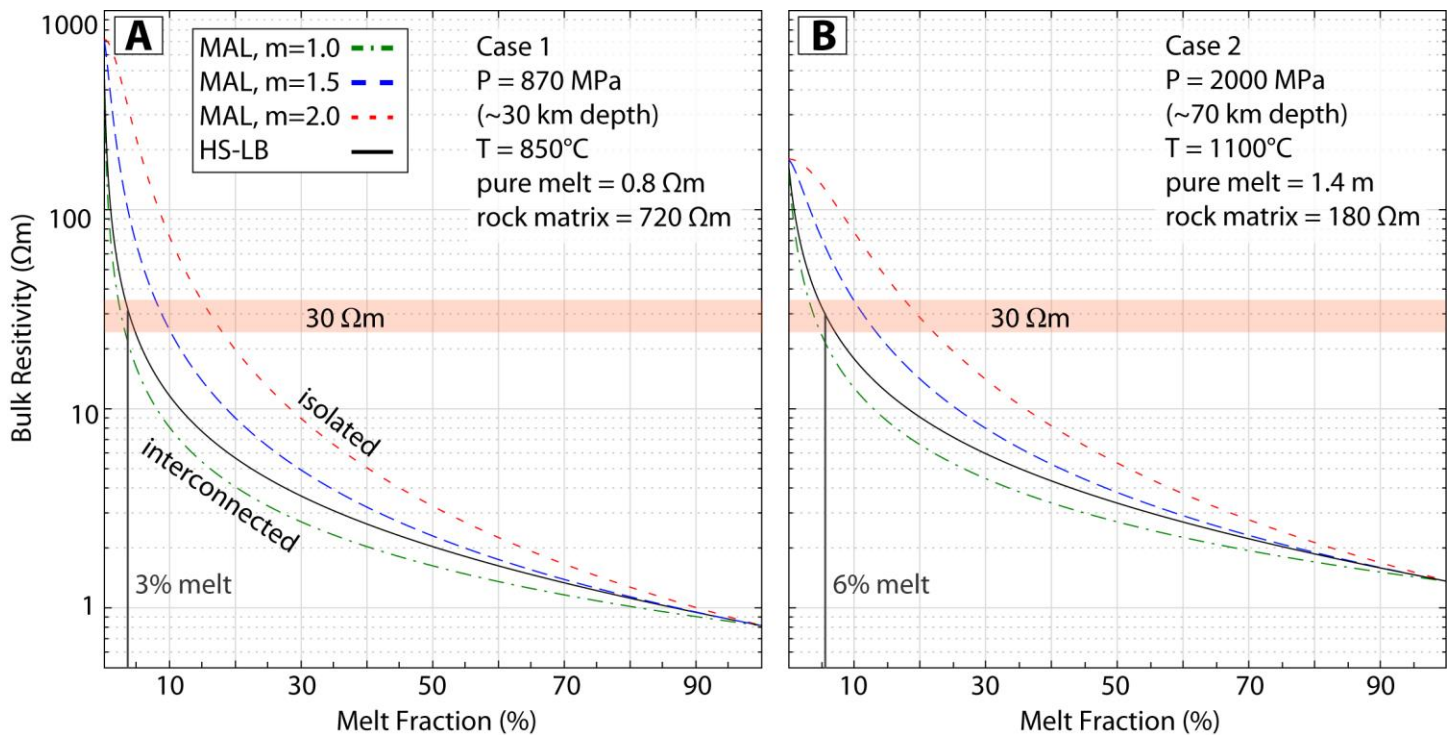 A
MAL, m=1.0
MAL, m=1.5
MAL, m=2.0
HS-LB
Case 1
P = 870 MPa
(~30 km depth)
T = 850°C
pure melt = 0.8 Ωm
rock matrix = 720 Ωm
30 Ωm
isolated
interconnected
3% melt
1000
100
10
1
Bulk Resitivity (Ωm)
10 30 50 70 90
Melt Fraction (%)
B
Case 2
P = 2000 MPa
(~70 km depth)
T = 1100°C
pure melt = 1.4 m
rock matrix = 180 Ωm
30 Ωm
6% melt
10 30 50 70 90
Melt Fraction (%)